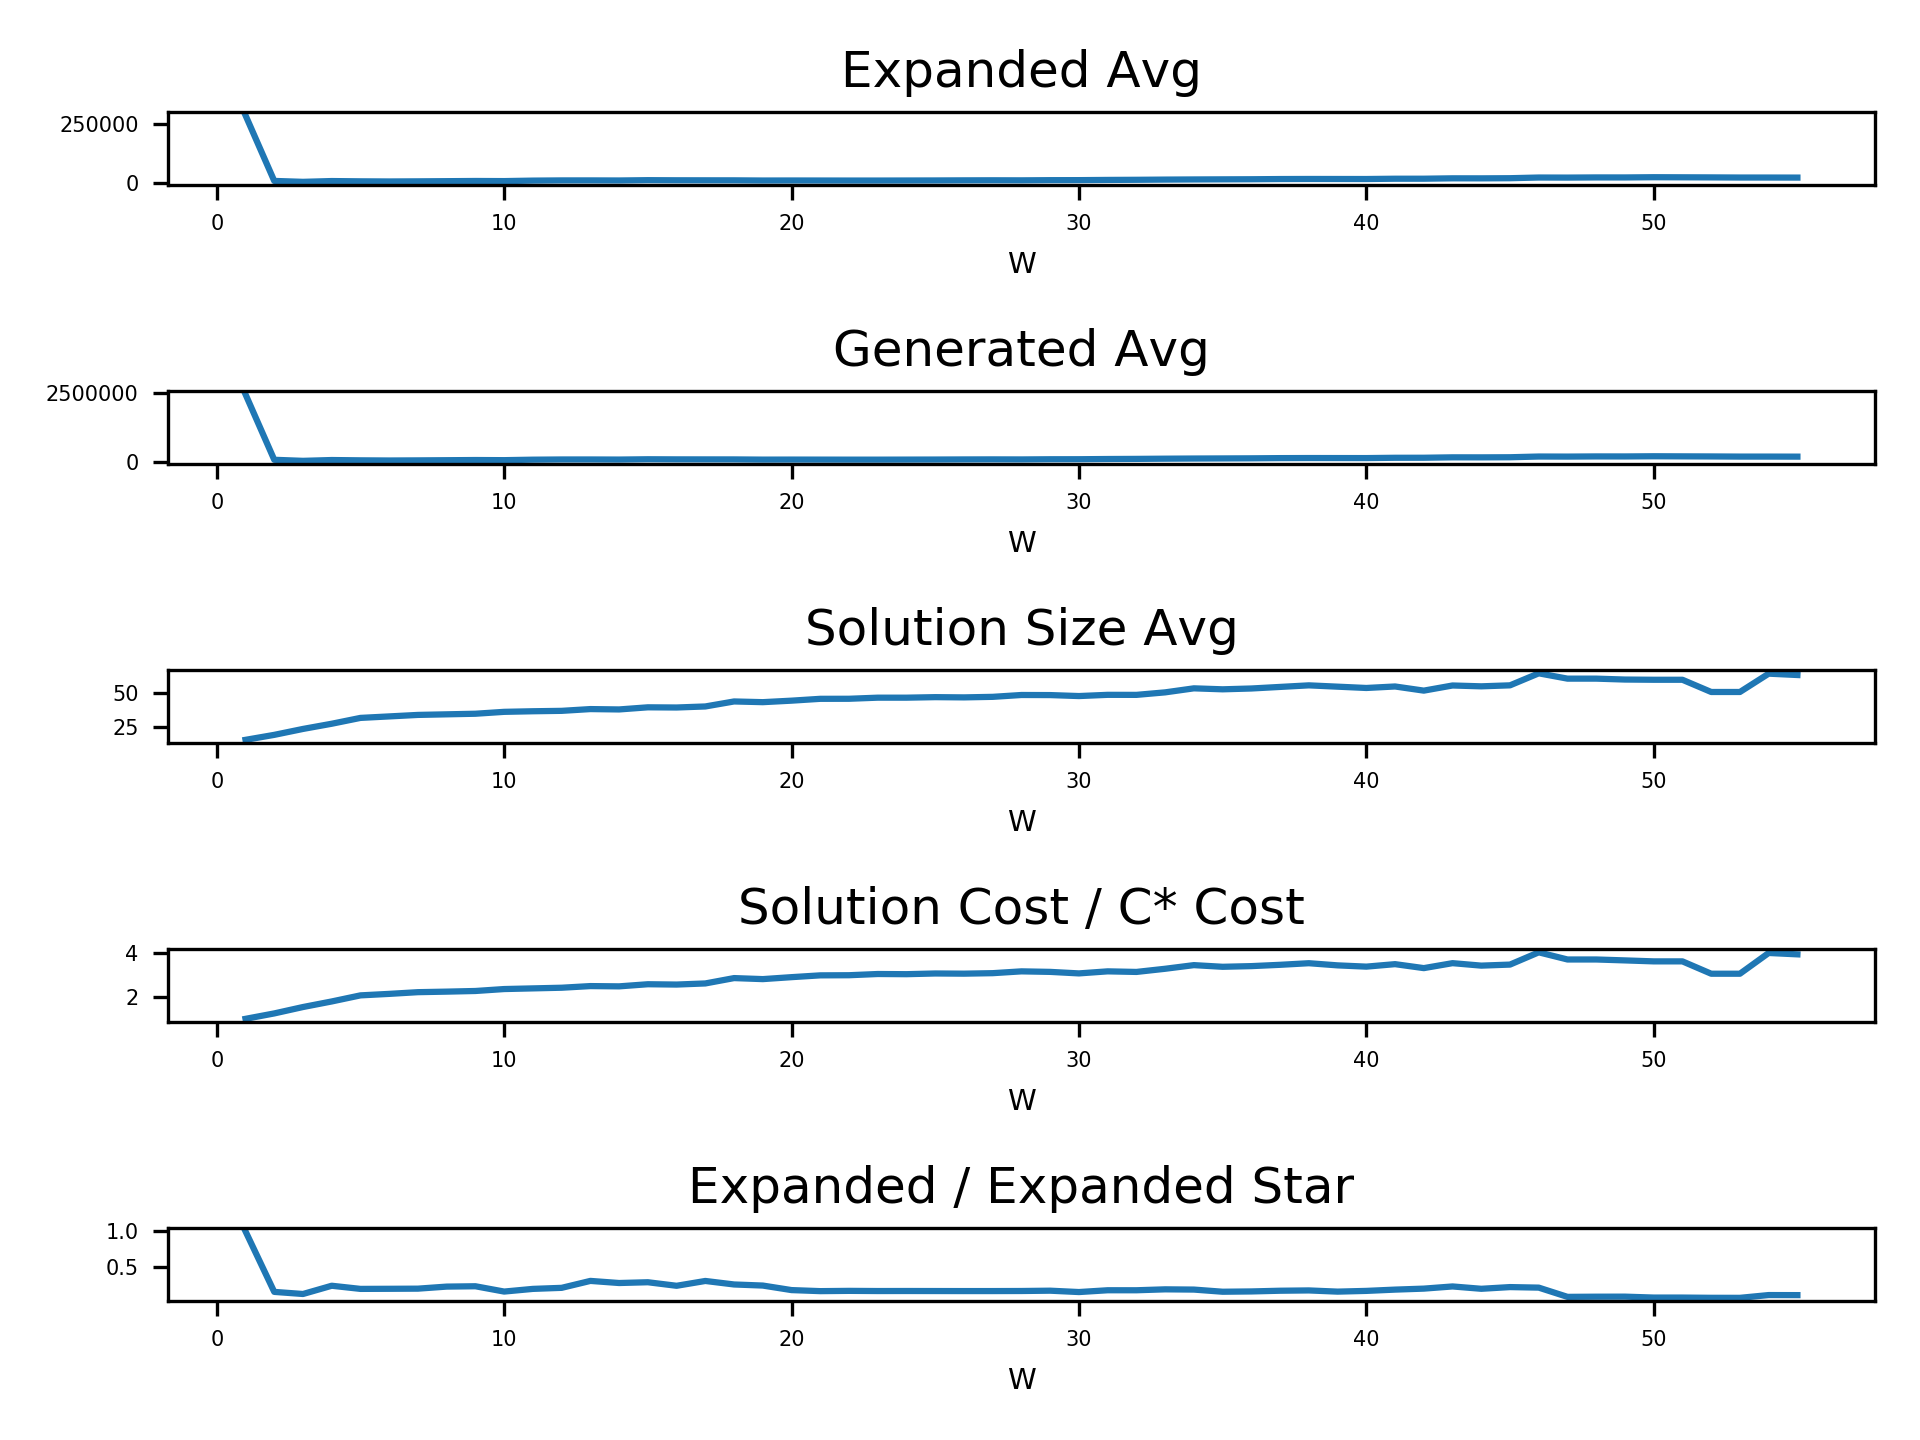 Expanded Avg
250000
0
0 10 20 30 40 50
W
Generated Avg
2500000
0
0 10 20 30 40 50
W
Solution Size Avg
50
25
0 10 20 30 40 50
W
Solution Cost / C* Cost
4
2
0 10 20 30 40 50
W
Expanded / Expanded Star
1.0
0.5
0 10 20 30 40 50
W